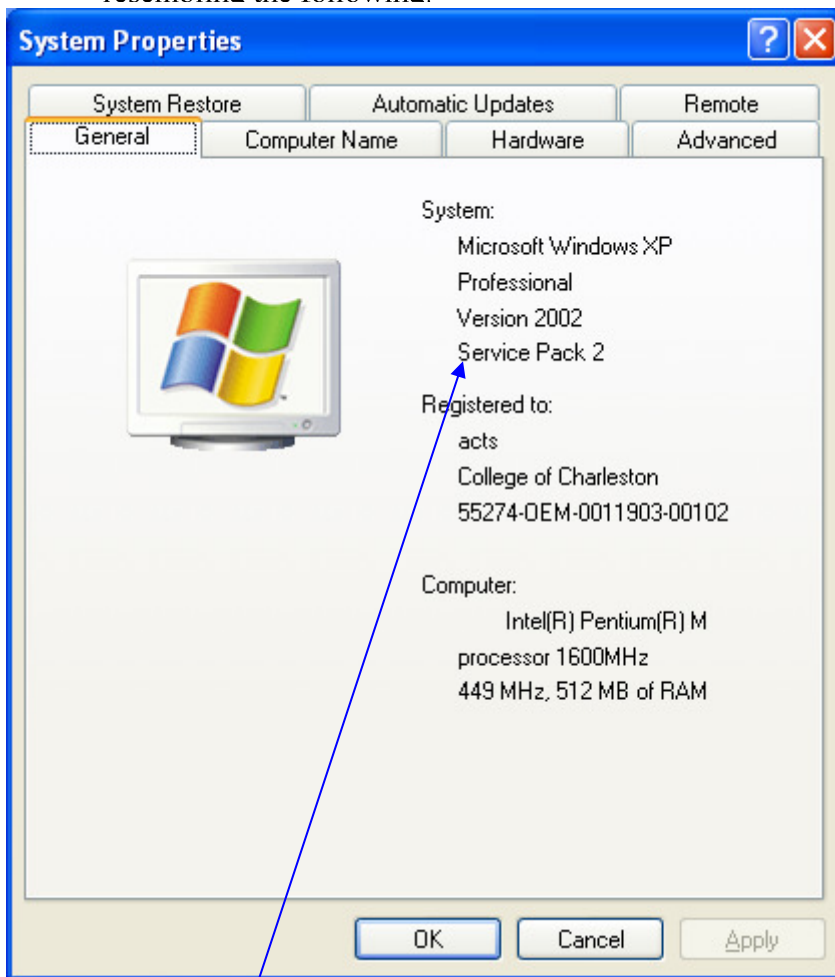 resembling the following:
System Properties
System Restore Automatic Updates Remote
General Computer Name Hardware Advanced
System:
Microsoft Windows XP
Professional
Version 2002
Service Pack 2
Registered to:
acts
College of Charleston
55274-OEM-0011903-00102
Computer:
Intel(R) Pentium(R) M
processor 1600MHz
449 MHz, 512 MB of RAM
OK Cancel Apply